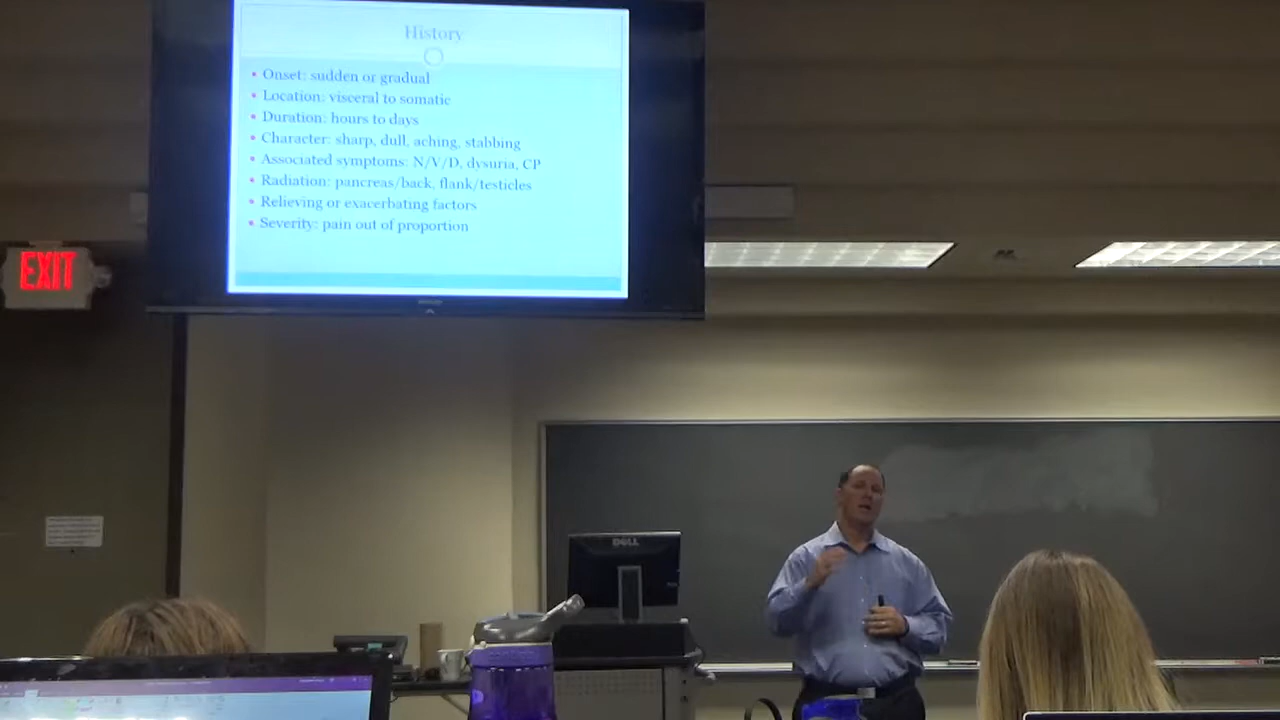 History
• Onset: sudden or gradual
• Location: visceral to somatic
• Duration: hours to days
• Character: sharp, dull, aching, stabbing
• Associated symptoms: N/V/D, dysuria, CP
• Radiation: pancreas/back, flank/testicles
• Relieving or exacerbating factors
• Severity: pain out of proportion
EXIT
DELL